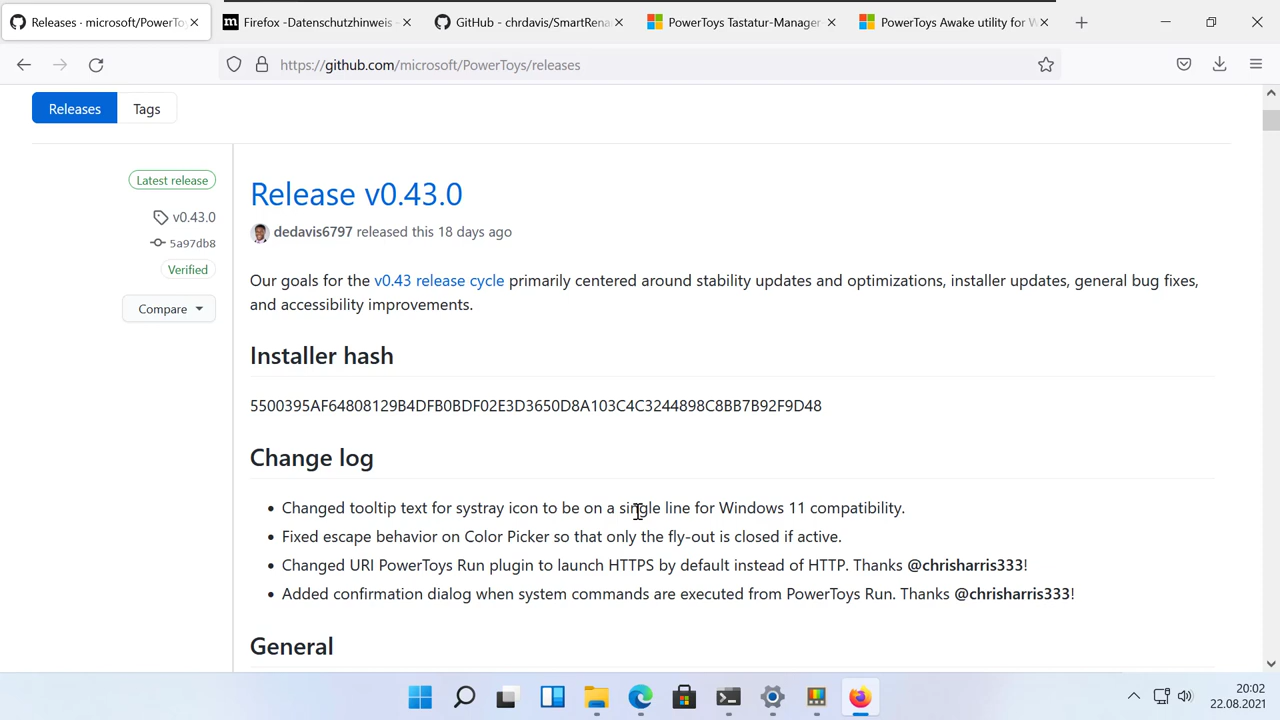 Releases · microsoft/PowerToy
Firefox -Datenschutzhinweis -
GitHub - chrdavis/SmartRena
PowerToys Tastatur-Manager
PowerToys Awake utility for W
https://github.com/microsoft/PowerToys/releases
Releases
Tags
Latest release
v0.43.0
5a97db8
Verified
Compare
Release v0.43.0
dedavis6797 released this 18 days ago
Our goals for the v0.43 release cycle primarily centered around stability updates and optimizations, installer updates, general bug fixes,
and accessibility improvements.
Installer hash
5500395AF64808129B4DFB0BDF02E3D3650D8A103C4C3244898C8BB7B92F9D48
Change log
• Changed tooltip text for systray icon to be on a single line for Windows 11 compatibility.
• Fixed escape behavior on Color Picker so that only the fly-out is closed if active.
• Changed URI PowerToys Run plugin to launch HTTPS by default instead of HTTP. Thanks @chrisharris333!
• Added confirmation dialog when system commands are executed from PowerToys Run. Thanks @chrisharris333!
General
20:02
22.08.2021